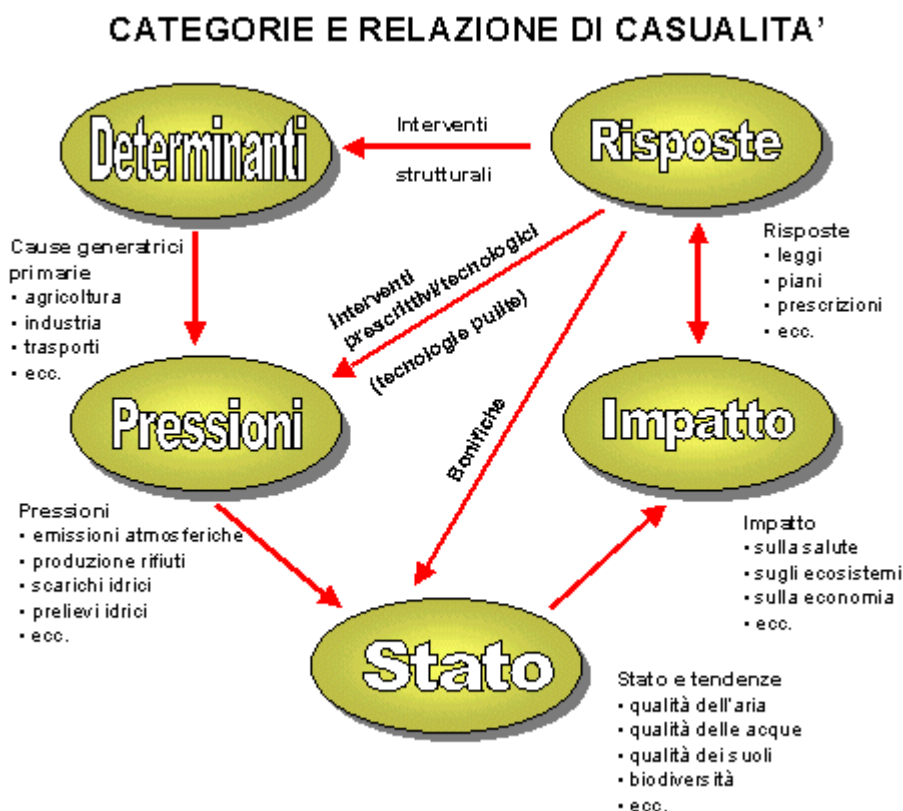 CATEGORIE E RELAZIONE DI CASUALITA'
Determinanti
Interventi
strutturali
Risposte
Cause generatrici
primarie
• agricoltura
• industria
• trasporti
• ecc.
Interventi
prescrittivi/tecnologici
(tecnologie pulite)
Bonifiche
Risposte
• leggi
• piani
• prescrizioni
• ecc.
Pressioni
Impatto
Pressioni
• emissioni atmosferiche
• produzione rifiuti
• scarichi idrici
• prelievi idrici
• ecc.
Impatto
• sulla salute
• sugli ecosistemi
• sulla economia
• ecc.
Stato
Stato e tendenze
• qualità dell'aria
• qualità delle acque
• qualità dei suoli
• biodiversità
• ecc.